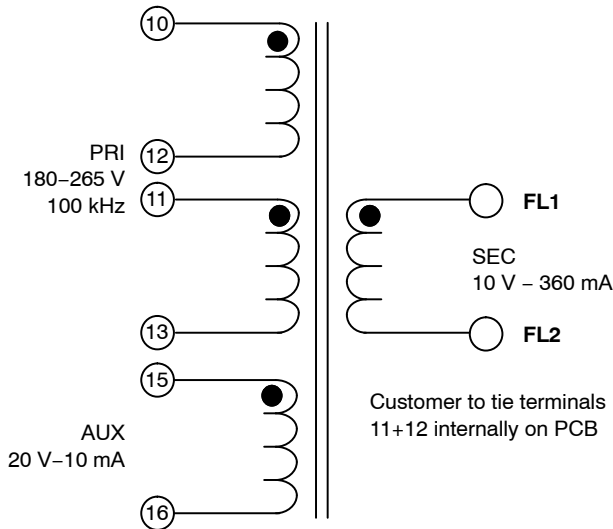 10
PRI
180−265 V
100 kHz
12
11
13
15
AUX
20 V−10 mA
16
FL1
SEC
10 V − 360 mA
FL2
Customer to tie terminals
11+12 internally on PCB